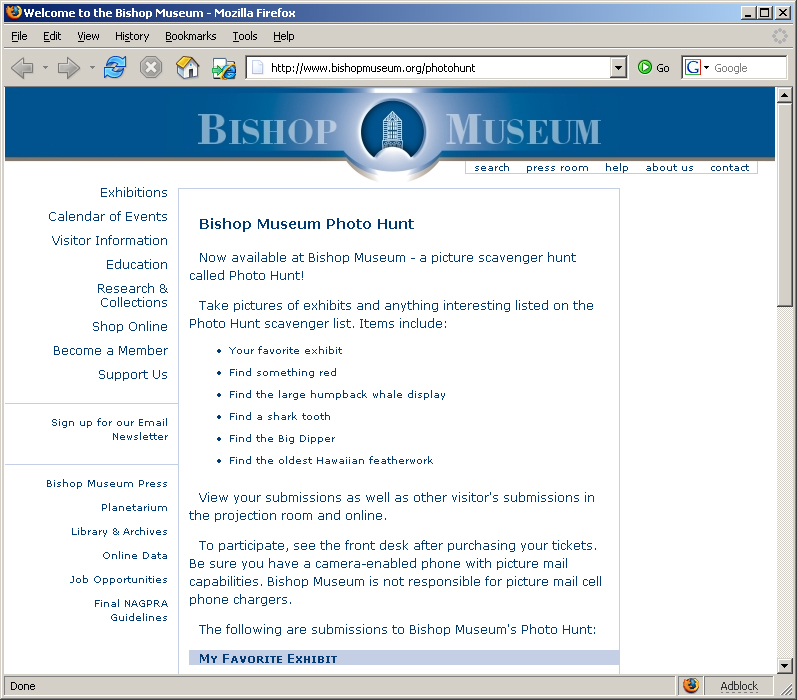 Welcome to the Bishop Museum - Mozilla Firefox
File Edit View History Bookmarks Tools Help
http://www.bishopmuseum.org/photohunt
Go
G
Google
BISHOP MUSEUM
search press room help about us contact
Exhibitions
Calendar of Events
Visitor Information
Education
Research &
Collections
Shop Online
Become a Member
Support Us
Sign up for our Email
Newsletter
Bishop Museum Press
Planetarium
Library & Archives
Online Data
Job Opportunities
Final NAGPRA
Guidelines
Bishop Museum Photo Hunt
Now available at Bishop Museum - a picture scavenger hunt
called Photo Hunt!
Take pictures of exhibits and anything interesting listed on the
Photo Hunt scavenger list. Items include:
• Your favorite exhibit
• Find something red
• Find the large humpback whale display
• Find a shark tooth
• Find the Big Dipper
• Find the oldest Hawaiian featherwork
View your submissions as well as other visitor's submissions in
the projection room and online.
To participate, see the front desk after purchasing your tickets.
Be sure you have a camera-enabled phone with picture mail
capabilities. Bishop Museum is not responsible for picture mail cell
phone chargers.
The following are submissions to Bishop Museum's Photo Hunt:
MY FAVORITE EXHIBIT
Done
Adblock